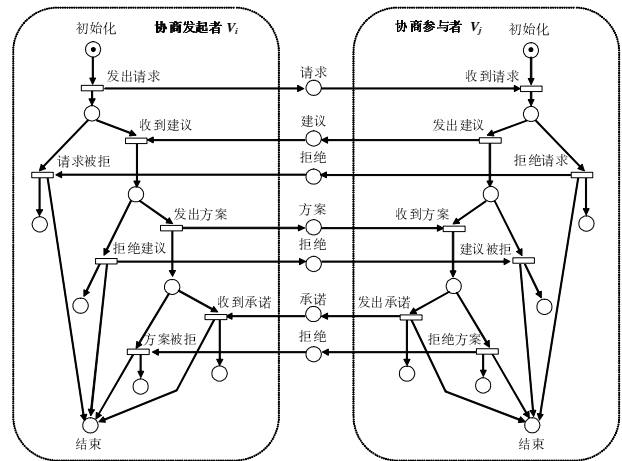 协商发起者 Vi
协商参与者 Vj
初始化
初始化
发出请求
请求
收到请求
收到建议
建议
发出建议
请求被拒
拒绝
拒绝请求
发出方案
方案
收到方案
拒绝建议
拒绝
建议被拒
收到承诺
承诺
发出承诺
方案被拒
拒绝
拒绝方案
结束
结束